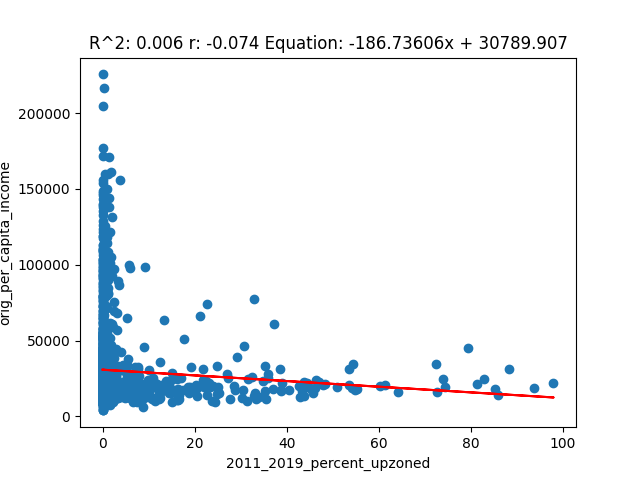 R^2: 0.006 r: -0.074 Equation: -186.73606x + 30789.907
orig_per_capita_income
200000
150000
100000
50000
0
0 20 40 60 80 100
2011_2019_percent_upzoned